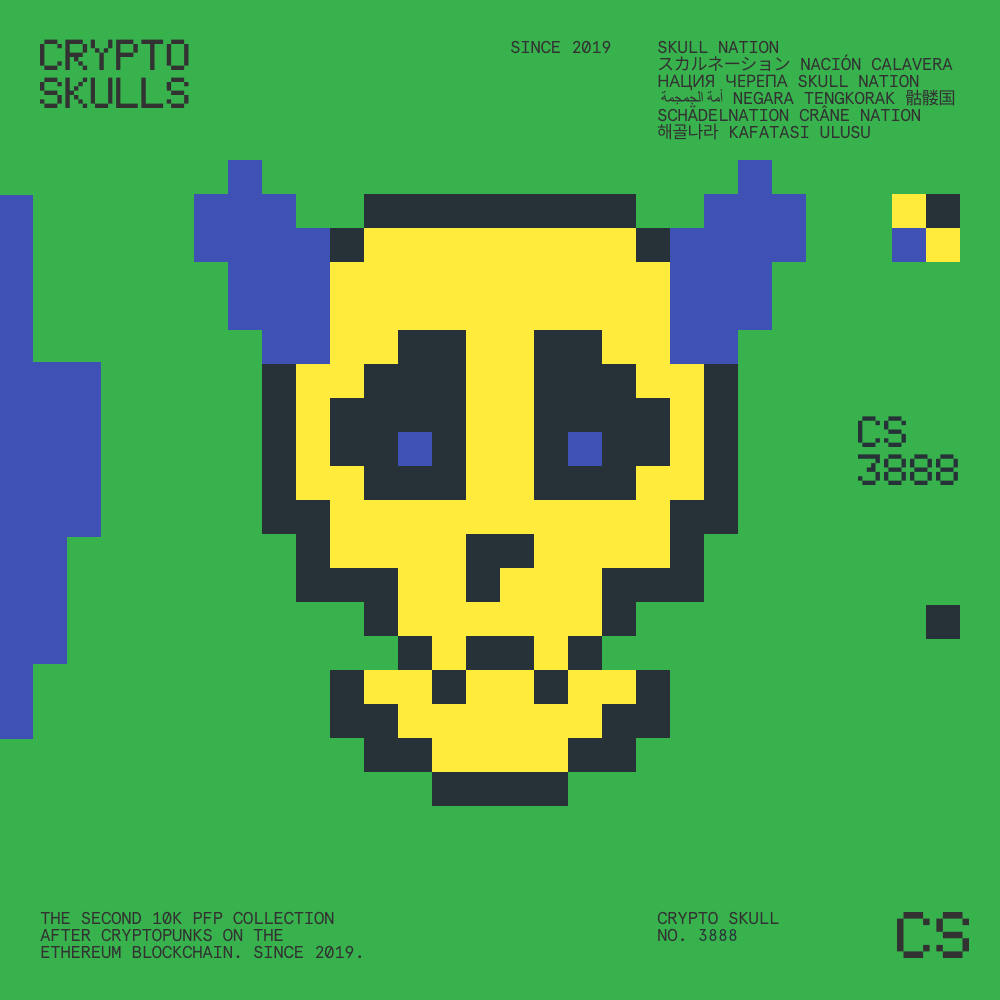 CRYPTO
SKULLS
SINCE 2019
SKULL NATION
スカルネーション NACIÓN CALAVERA
НАЦИЯ ЧЕРЕПА SKULL NATION
أمة الجمجمة NEGARA TENGKORAK 骷髅国
SCHÄDELNATION CRÂNE NATION
해골나라 KAFATASI ULUSU
CS
3888
THE SECOND 10K PFP COLLECTION
AFTER CRYPTOPUNKS ON THE
ETHEREUM BLOCKCHAIN. SINCE 2019.
CRYPTO SKULL
NO. 3888
CS